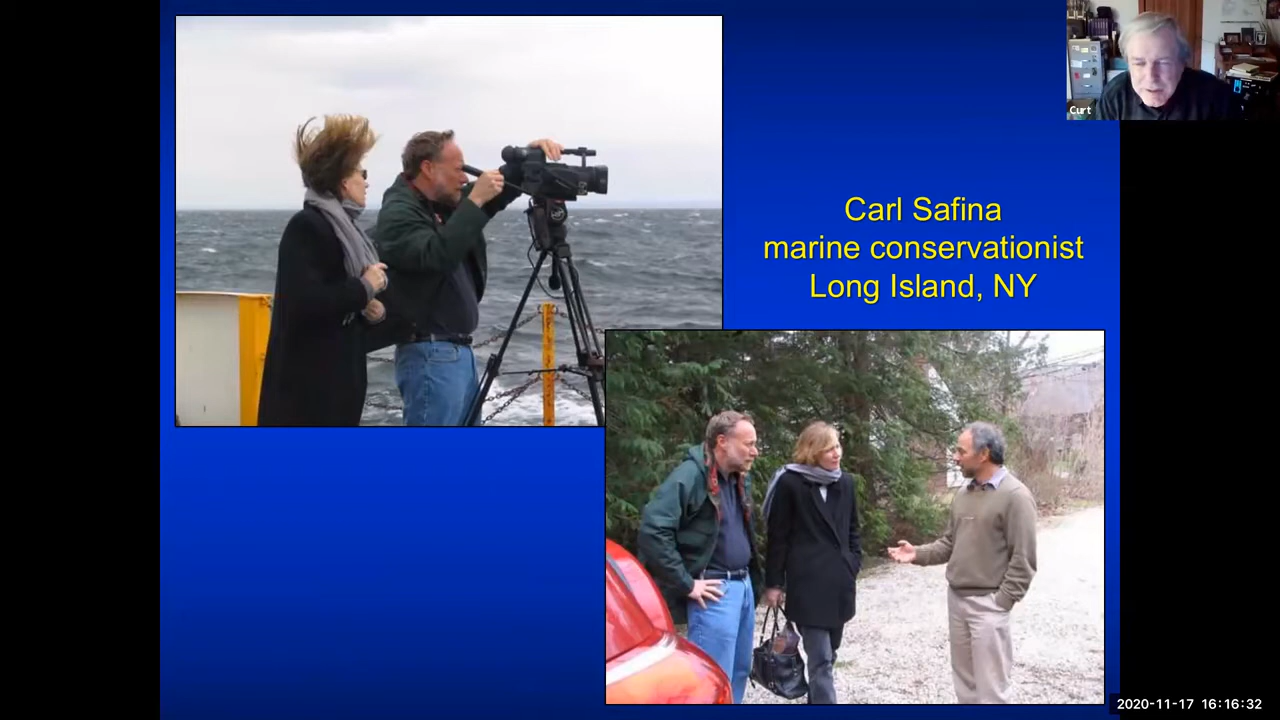 Curt
Carl Safina
marine conservationist
Long Island, NY
2020-11-17 16:16:32